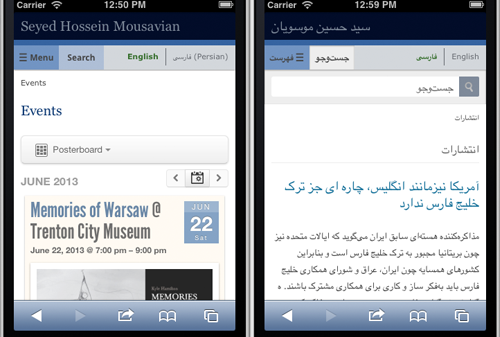 Carrier 12:50 PM
Seyed Hossein Mousavian
Menu Search English فارسی (Persian)
Events
Events
Posterboard
JUNE 2013
Memories of Warsaw @
Trenton City Museum
JUN
22
Sat
June 22, 2013 @ 7:00 pm – 9:00 pm
MEMORIES
Carrier 12:59 PM
سید حسین موسویان
فهرست جستجو فارسی English
جستجو
انتشارات
انتشارات
آمریکا نیزمانند انگلیس، چاره ای جز ترک
خلیج فارس ندارد
مذاکره‌کننده هسته‌ای سابق ایران می‌گوید که ایالات متحده نیز
چون بریتانیا مجبور به ترک خلیج فارس است و بنابراین
کشورهای همسایه چون ایران، عراق و شورای همکاری خلیج
فارس باید به‌فکر ساز و کاری برای همکاری مشترک باشند. ه